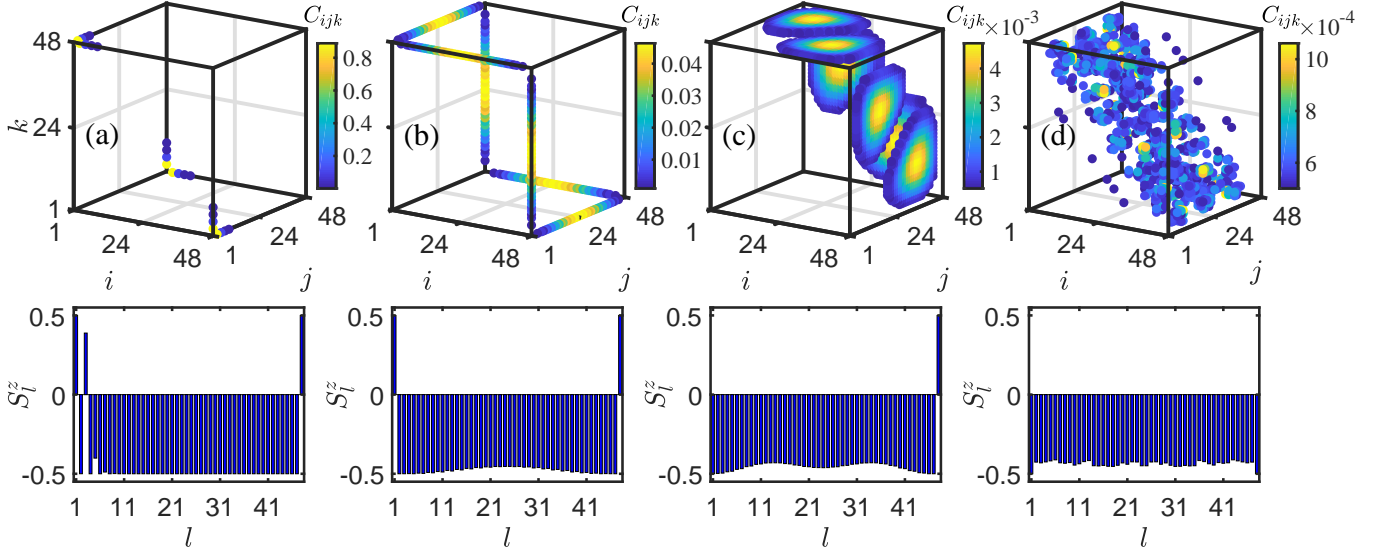 C_{ijk}
C_{ijk}
C_{ijk}×10^{-3}
C_{ijk}×10^{-4}
48
24
1
k
(a)
0.8
0.6
0.4
0.2
(b)
0.04
0.03
0.02
0.01
(c)
4
3
2
1
(d)
10
8
6
1 24 48
1 24 48
i
j
1 24 48
1 24 48
i
j
1 24 48
1 24 48
i
j
1 24 48
1 24 48
i
j
0.5
0
-0.5
S_l^z
1 11 21 31 41
l
0.5
0
-0.5
S_l^z
1 11 21 31 41
l
0.5
0
-0.5
S_l^z
1 11 21 31 41
l
0.5
0
-0.5
S_l^z
1 11 21 31 41
l